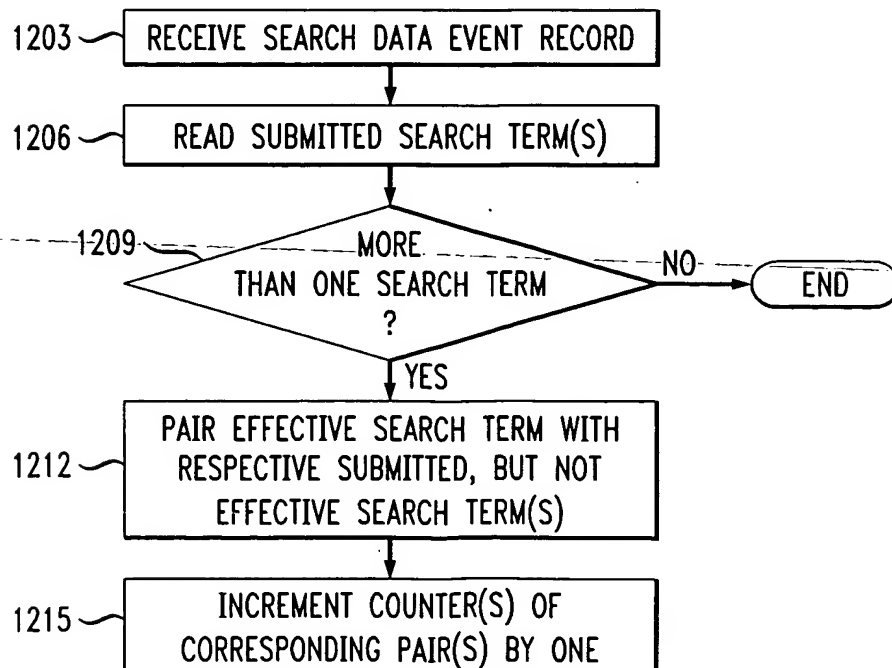 1203
RECEIVE SEARCH DATA EVENT RECORD
1206
READ SUBMITTED SEARCH TERM(S)
1209
MORE
THAN ONE SEARCH TERM
?
NO
END
YES
1212
PAIR EFFECTIVE SEARCH TERM WITH
RESPECTIVE SUBMITTED, BUT NOT
EFFECTIVE SEARCH TERM(S)
1215
INCREMENT COUNTER(S) OF
CORRESPONDING PAIR(S) BY ONE